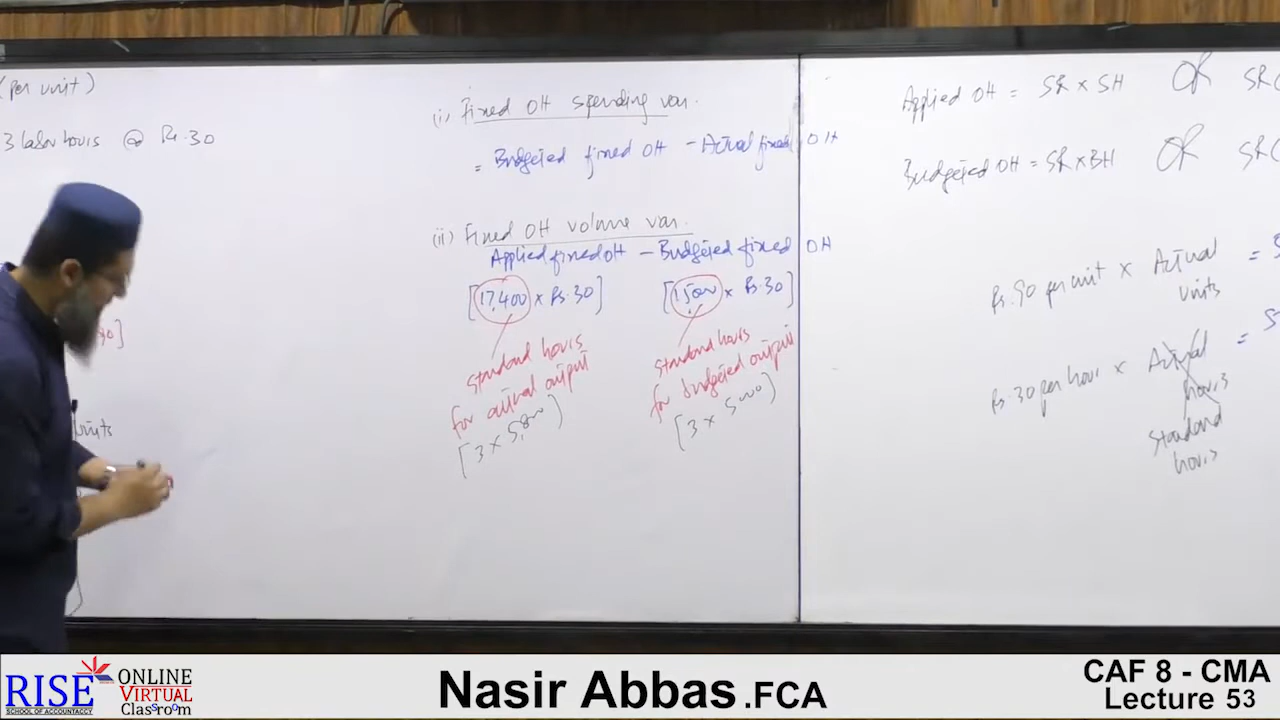 (per unit)
3 labor hours @ Rs.30
units
(i) Fixed OH spending var.
= Budgeted fixed OH - Actual fixed OH
(ii) Fixed OH volume var.
Applied fixed OH - Budgeted fixed OH
[17,400 x Rs.30] [15,000 x Rs.30]
standard hours
for actual output
[3 x 5,800)
standard hours
for budgeted output
[3 x 5,000)
Applied OH = SR x SH OR SR
Budgeted OH = SR x BH OR SR
Rs.90 per unit x Actual units =
Rs.30 per hour x Actual hours =
standard
hours
RISE
SCHOOL OF ACCOUNTANCY
ONLINE
VIRTUAL
Classroom
Nasir Abbas .FCA
CAF 8 - CMA
Lecture 53